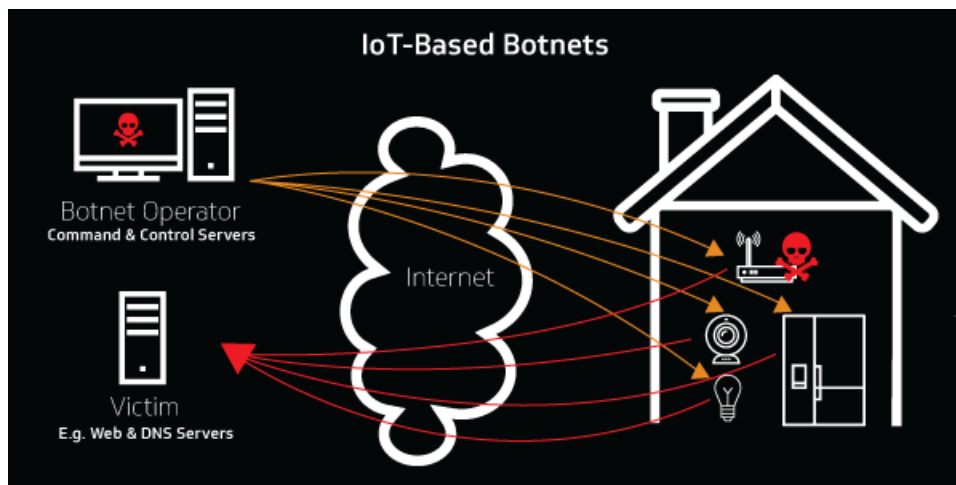 IoT-Based Botnets
Botnet Operator
Command & Control Servers
Internet
Victim
E.g. Web & DNS Servers